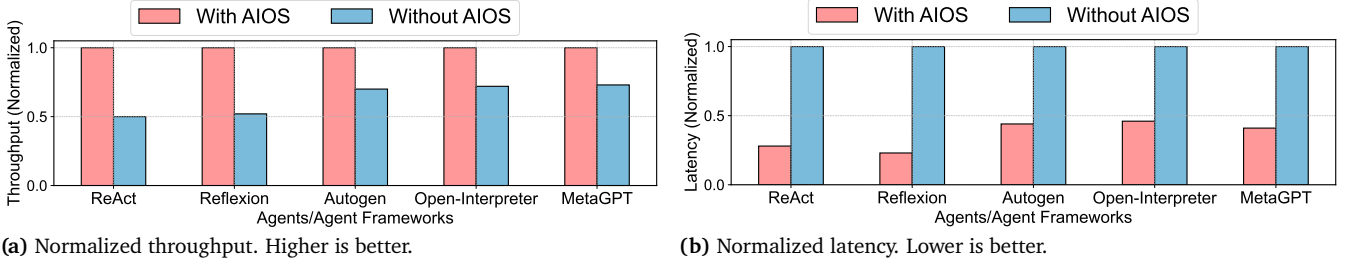 With AIOS Without AIOS
Throughput (Normalized)
1.0
0.5
0.0
ReAct Reflexion Autogen Open-Interpreter MetaGPT
Agents/Agent Frameworks
(a) Normalized throughput. Higher is better.
With AIOS Without AIOS
Latency (Normalized)
1.0
0.5
0.0
ReAct Reflexion Autogen Open-Interpreter MetaGPT
Agents/Agent Frameworks
(b) Normalized latency. Lower is better.